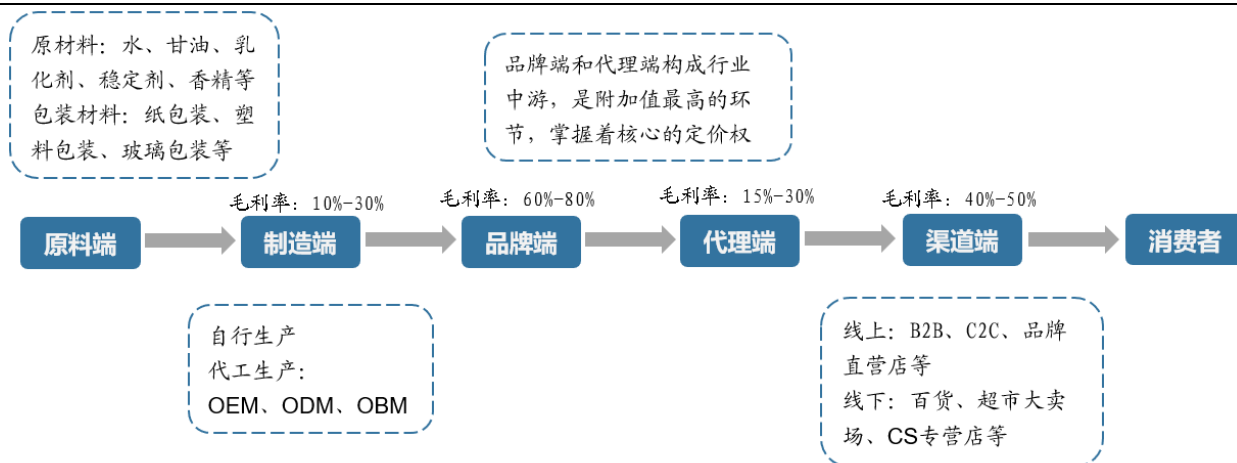 原材料：水、甘油、乳
化剂、稳定剂、香精等
包装材料：纸包装、塑
料包装、玻璃包装等
品牌端和代理端构成行业
中游，是附加值最高的环
节，掌握着核心的定价权
毛利率：10%-30%
毛利率：60%-80%
毛利率：15%-30%
毛利率：40%-50%
原料端
制造端
品牌端
代理端
渠道端
消费者
自行生产
代工生产：
OEM、ODM、OBM
线上：B2B、C2C、品牌
直营店等
线下：百货、超市大卖
场、CS专营店等